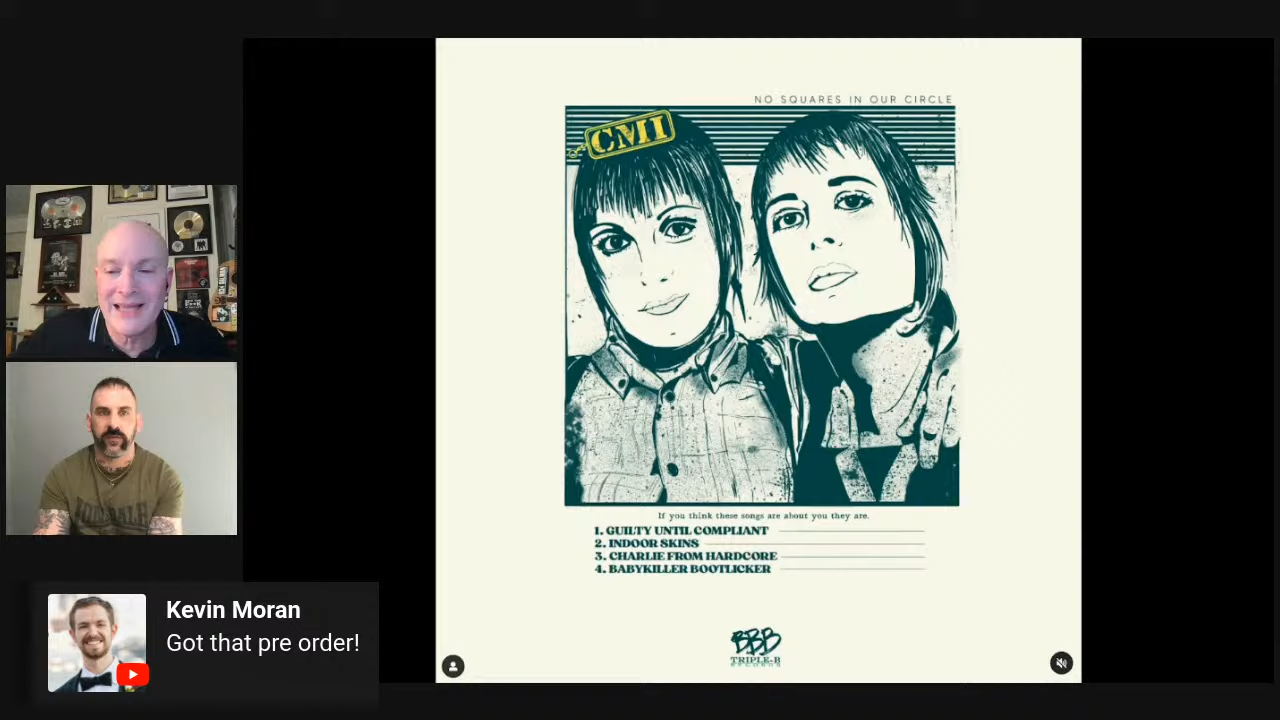 NO SQUARES IN OUR CIRCLE
CMI
If you think these songs are about you they are.
1. GUILTY UNTIL COMPLIANT
2. INDOOR SKINS
3. CHARLIE FROM HARDCORE
4. BABYKILLER BOOTLICKER
BBB
TRIPLE-B
RECORDS
LONSDALE
Kevin Moran
Got that pre order!